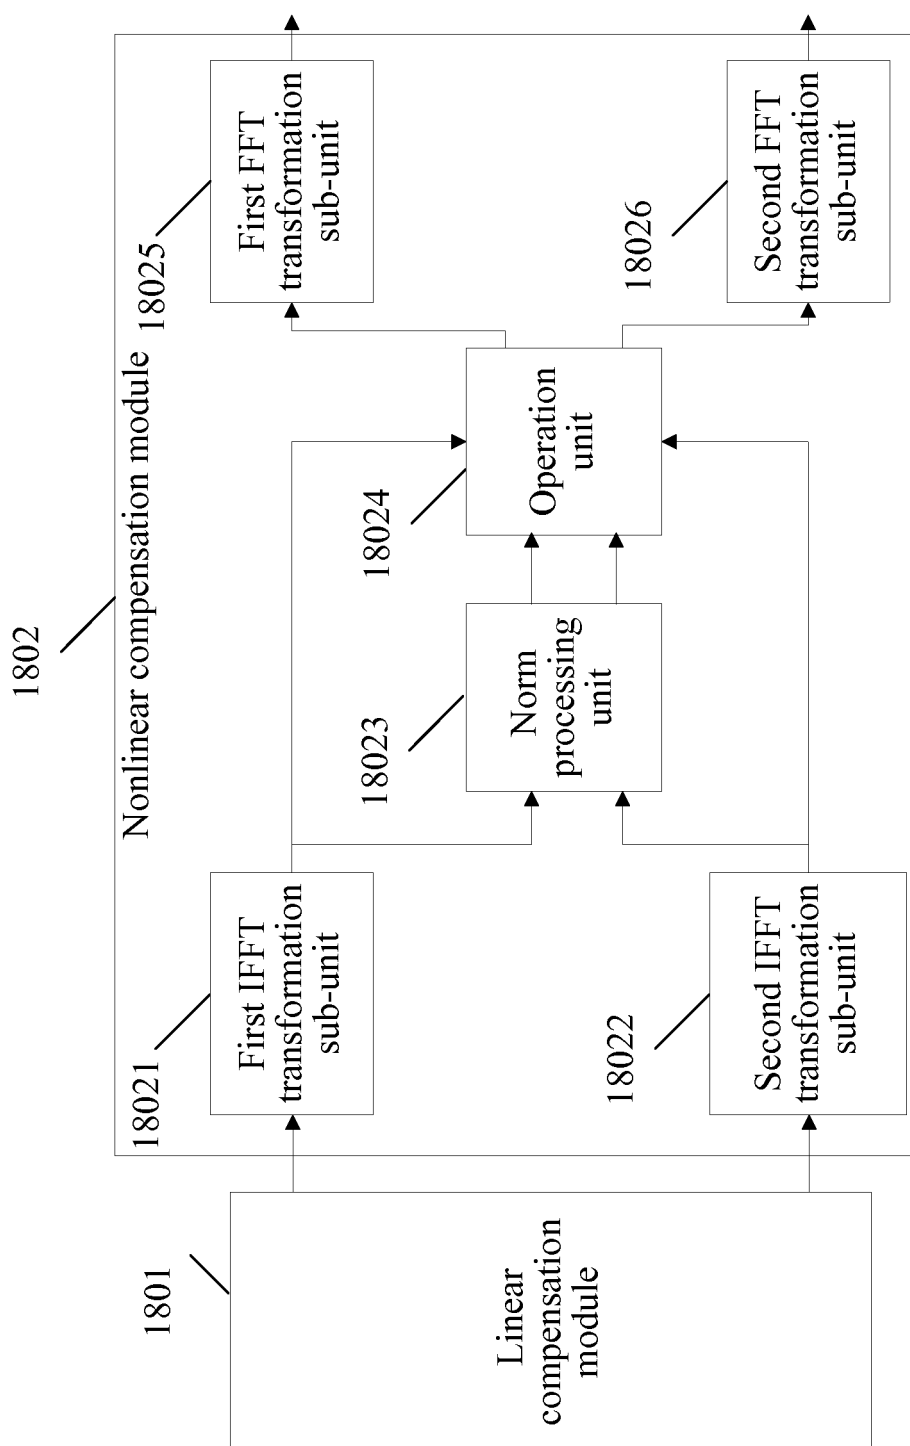 1802
Nonlinear compensation module
1801
Linear
compensation
module
18021
First IFFT
transformation
sub-unit
18022
Second IFFT
transformation
sub-unit
18023
Norm
processing
unit
18024
Operation
unit
18025
First FFT
transformation
sub-unit
18026
Second FFT
transformation
sub-unit